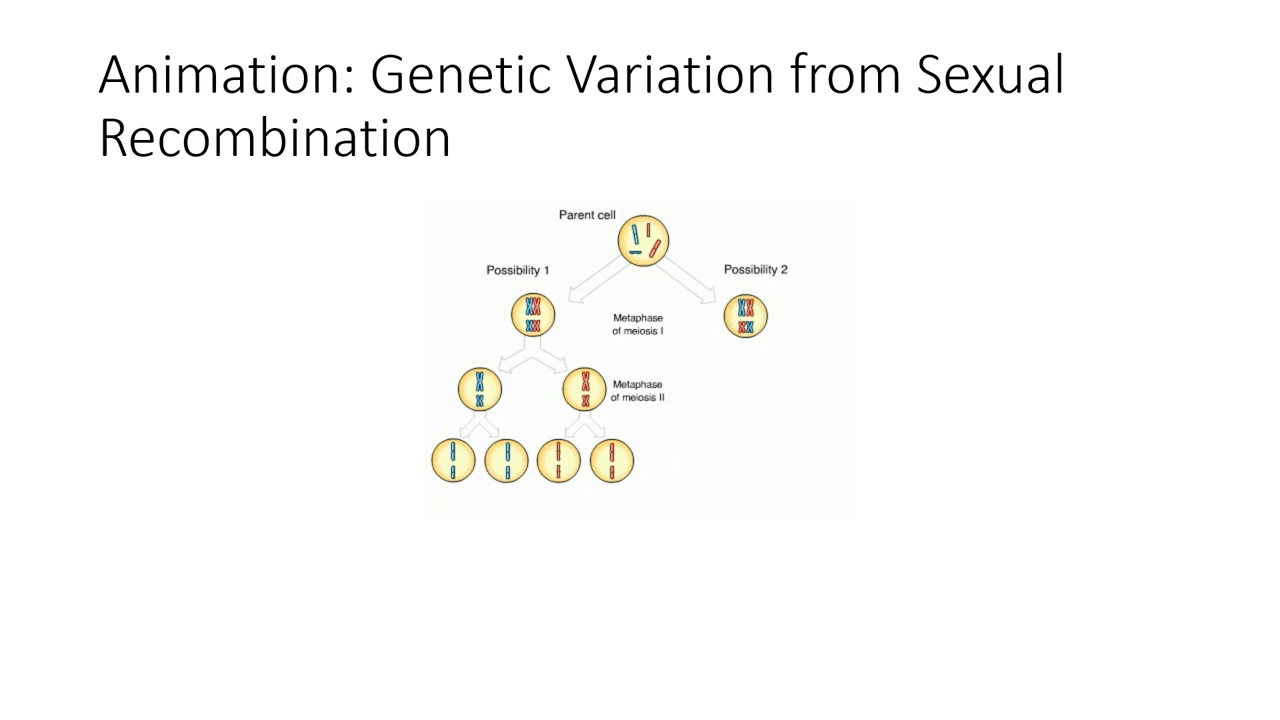 Animation: Genetic Variation from Sexual
Recombination
Parent cell
Possibility 1
Possibility 2
Metaphase
of meiosis I
Metaphase
of meiosis II